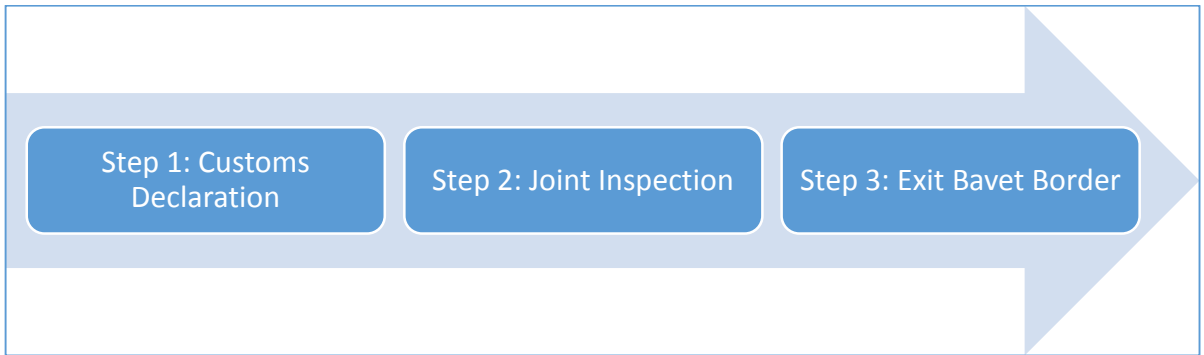 Step 1: Customs
Declaration
Step 2: Joint Inspection
Step 3: Exit Bavet Border